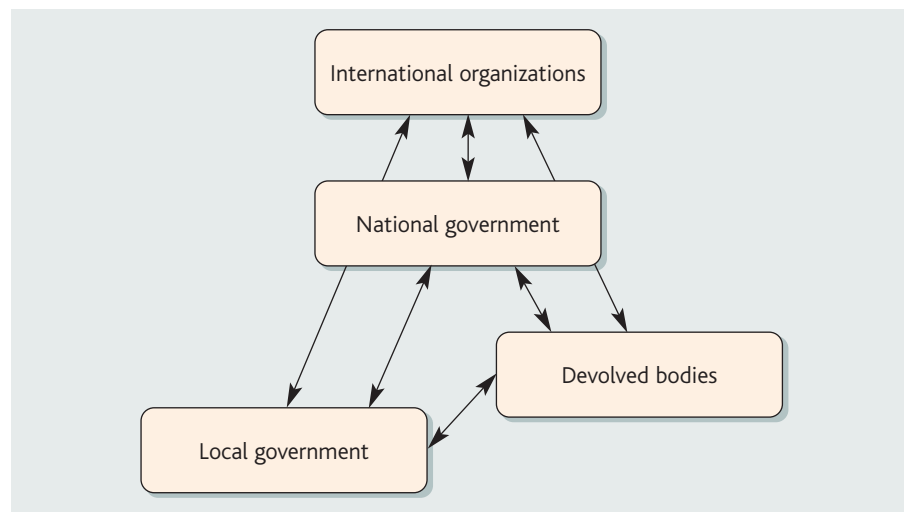 International organizations
National government
Devolved bodies
Local government